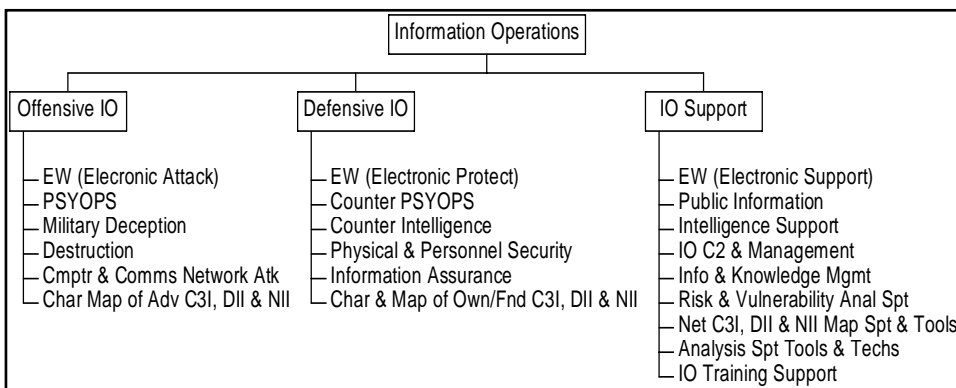 Information Operations
Offensive IO
EW (Elecronic Attack)
PSYOPS
Military Deception
Destruction
Cmptr & Comms Network Atk
Char Map of Adv C3I, DII & NII
Defensive IO
EW (Electronic Protect)
Counter PSYOPS
Counter Intelligence
Physical & Personnel Security
Information Assurance
Char & Map of Own/Fnd C3I, DII & NII
IO Support
EW (Electronic Support)
Public Information
Intelligence Support
IO C2 & Management
Info & Knowledge Mgmt
Risk & Vulnerability Anal Spt
Net C3I, DII & NII Map Spt & Tools
Analysis Spt Tools & Techs
IO Training Support